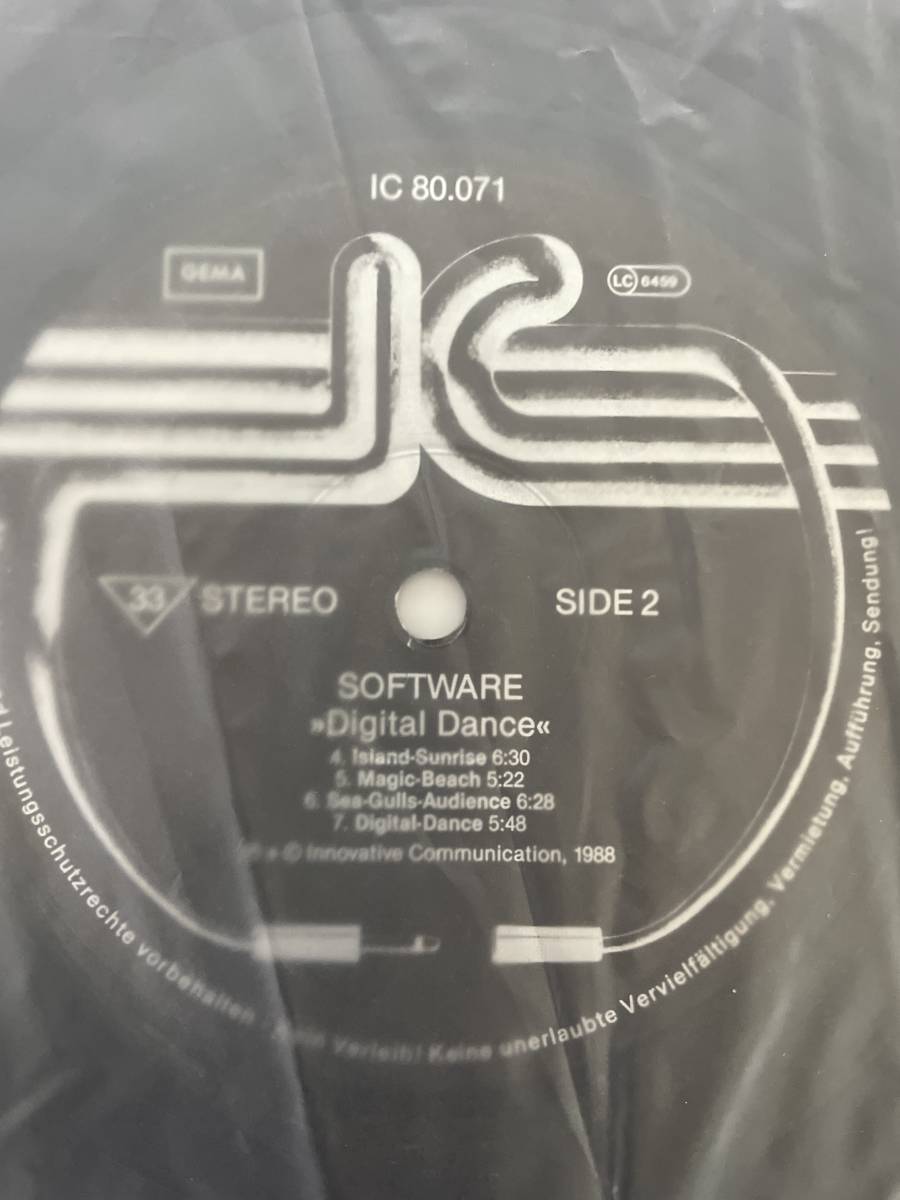 IC 80.071
GEMA
LC 6459
33 STEREO
SIDE 2
SOFTWARE
»Digital Dance«
4. Island-Sunrise 6:30
5. Magic-Beach 5:22
6. Sea-Gulls-Audience 6:28
7. Digital-Dance 5:48
© Innovative Communication, 1988
Leistungsschutzrechte vorbehalten. Kein Verleih! Keine unerlaubte Vervielfältigung, Vermietung, Aufführung, Sendung!